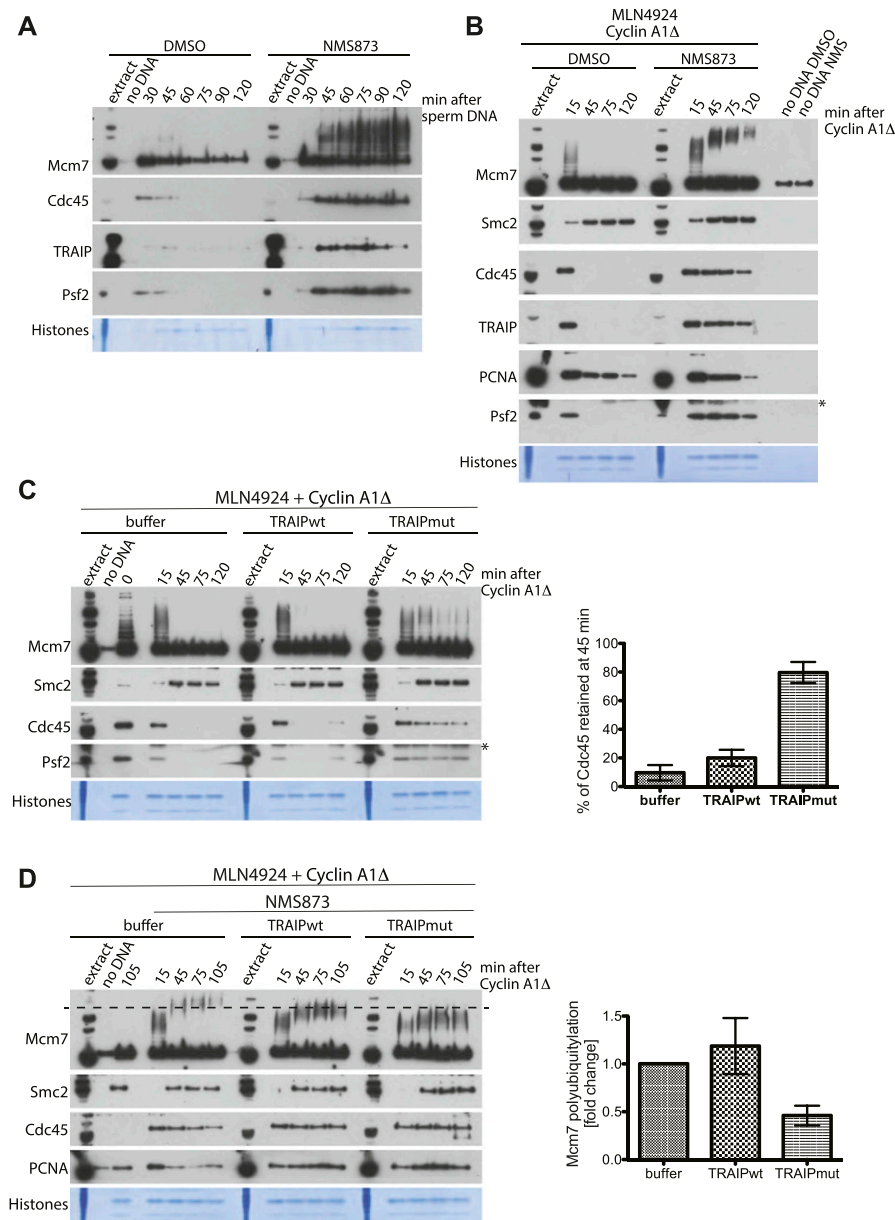 A
DMSO
NMS873
extract
no DNA
30
45
60
75
90
120
extract
no DNA
30
45
60
75
90
120
min after
sperm DNA
Mcm7
Cdc45
TRAIP
Psf2
Histones
B
MLN4924
Cyclin A1Δ
DMSO
NMS873
extract
15
45
75
120
extract
15
45
75
120
no DNA DMSO
no DNA NMS
min after
Cyclin A1Δ
Mcm7
Smc2
Cdc45
TRAIP
PCNA
Psf2
*
Histones
C
MLN4924 + Cyclin A1Δ
buffer
TRAIPwt
TRAIPmut
extract
no DNA
0
15
45
75
120
extract
15
45
75
120
extract
15
45
75
120
min after
Cyclin A1Δ
Mcm7
Smc2
Cdc45
Psf2
*
Histones
% of Cdc45 retained at 45 min
100
80
60
40
20
0
buffer
TRAIPwt
TRAIPmut
D
MLN4924 + Cyclin A1Δ
NMS873
buffer
TRAIPwt
TRAIPmut
extract
no DNA
105
15
45
75
105
extract
15
45
75
105
extract
15
45
75
105
min after
Cyclin A1Δ
Mcm7
Smc2
Cdc45
PCNA
Histones
Mcm7 polyubiquitylation
[fold change]
1.5
1.0
0.5
0.0
buffer
TRAIPwt
TRAIPmut